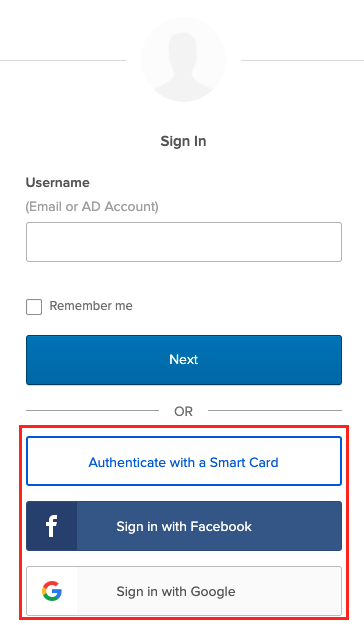 Sign In
Username
(Email or AD Account)
Remember me
Next
OR
Authenticate with a Smart Card
Sign in with Facebook
Sign in with Google